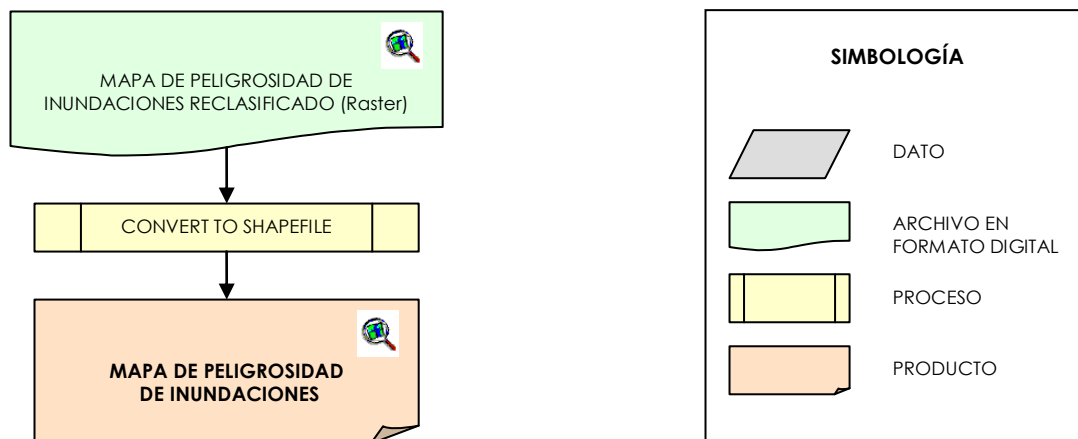 MAPA DE PELIGROSIDAD DE
INUNDACIONES RECLASIFICADO (Raster)
CONVERT TO SHAPEFILE
MAPA DE PELIGROSIDAD
DE INUNDACIONES
SIMBOLOGÍA
DATO
ARCHIVO EN
FORMATO DIGITAL
PROCESO
PRODUCTO